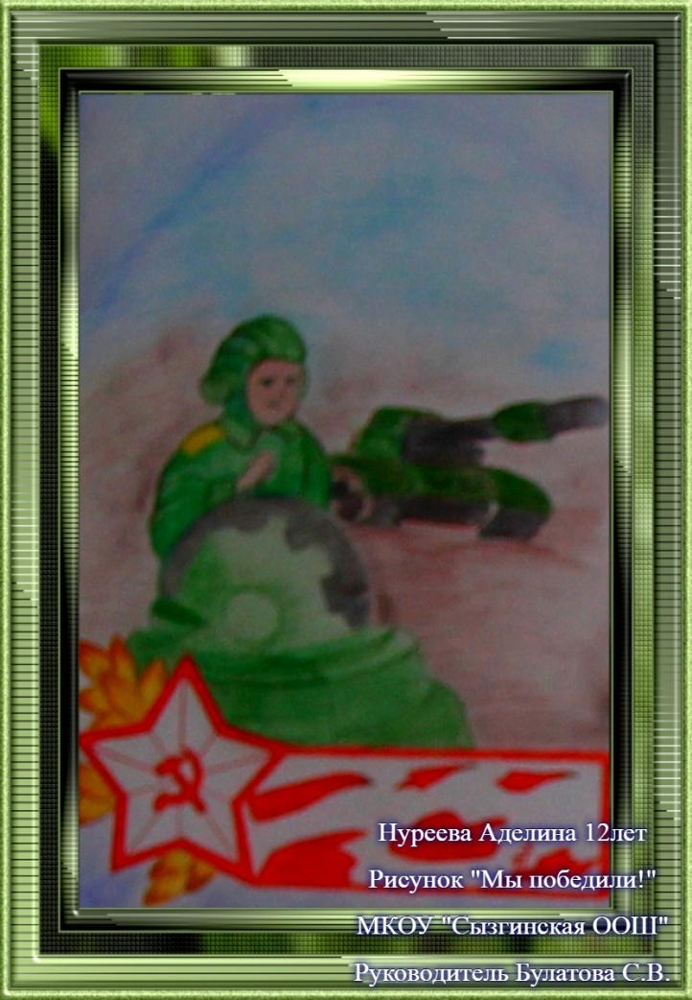 Нуреева Аделина 12лет
Рисунок "Мы победили!"
МКОУ "Сызгинская ООШ"
Руководитель Булатова С.В.